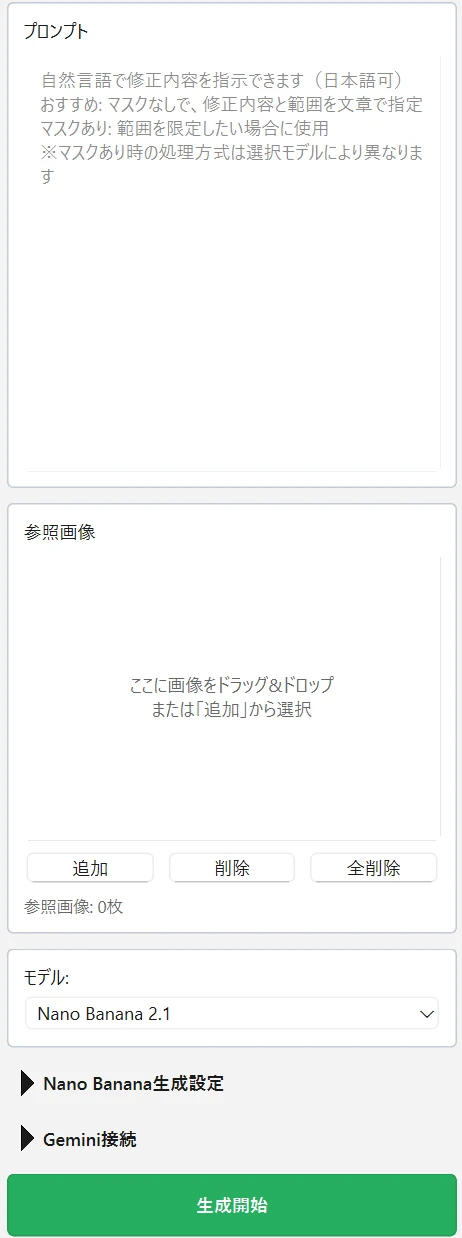 プロンプト
自然言語で修正内容を指示できます（日本語可）
おすすめ: マスクなしで、修正内容と範囲を文章で指定
マスクあり: 範囲を限定したい場合に使用
※マスクあり時の処理方式は選択モデルにより異なりま
す
参照画像
ここに画像をドラッグ&ドロップ
または「追加」から選択
追加
削除
全削除
参照画像: 0枚
モデル:
Nano Banana 2.1
Nano Banana生成設定
Gemini接続
生成開始